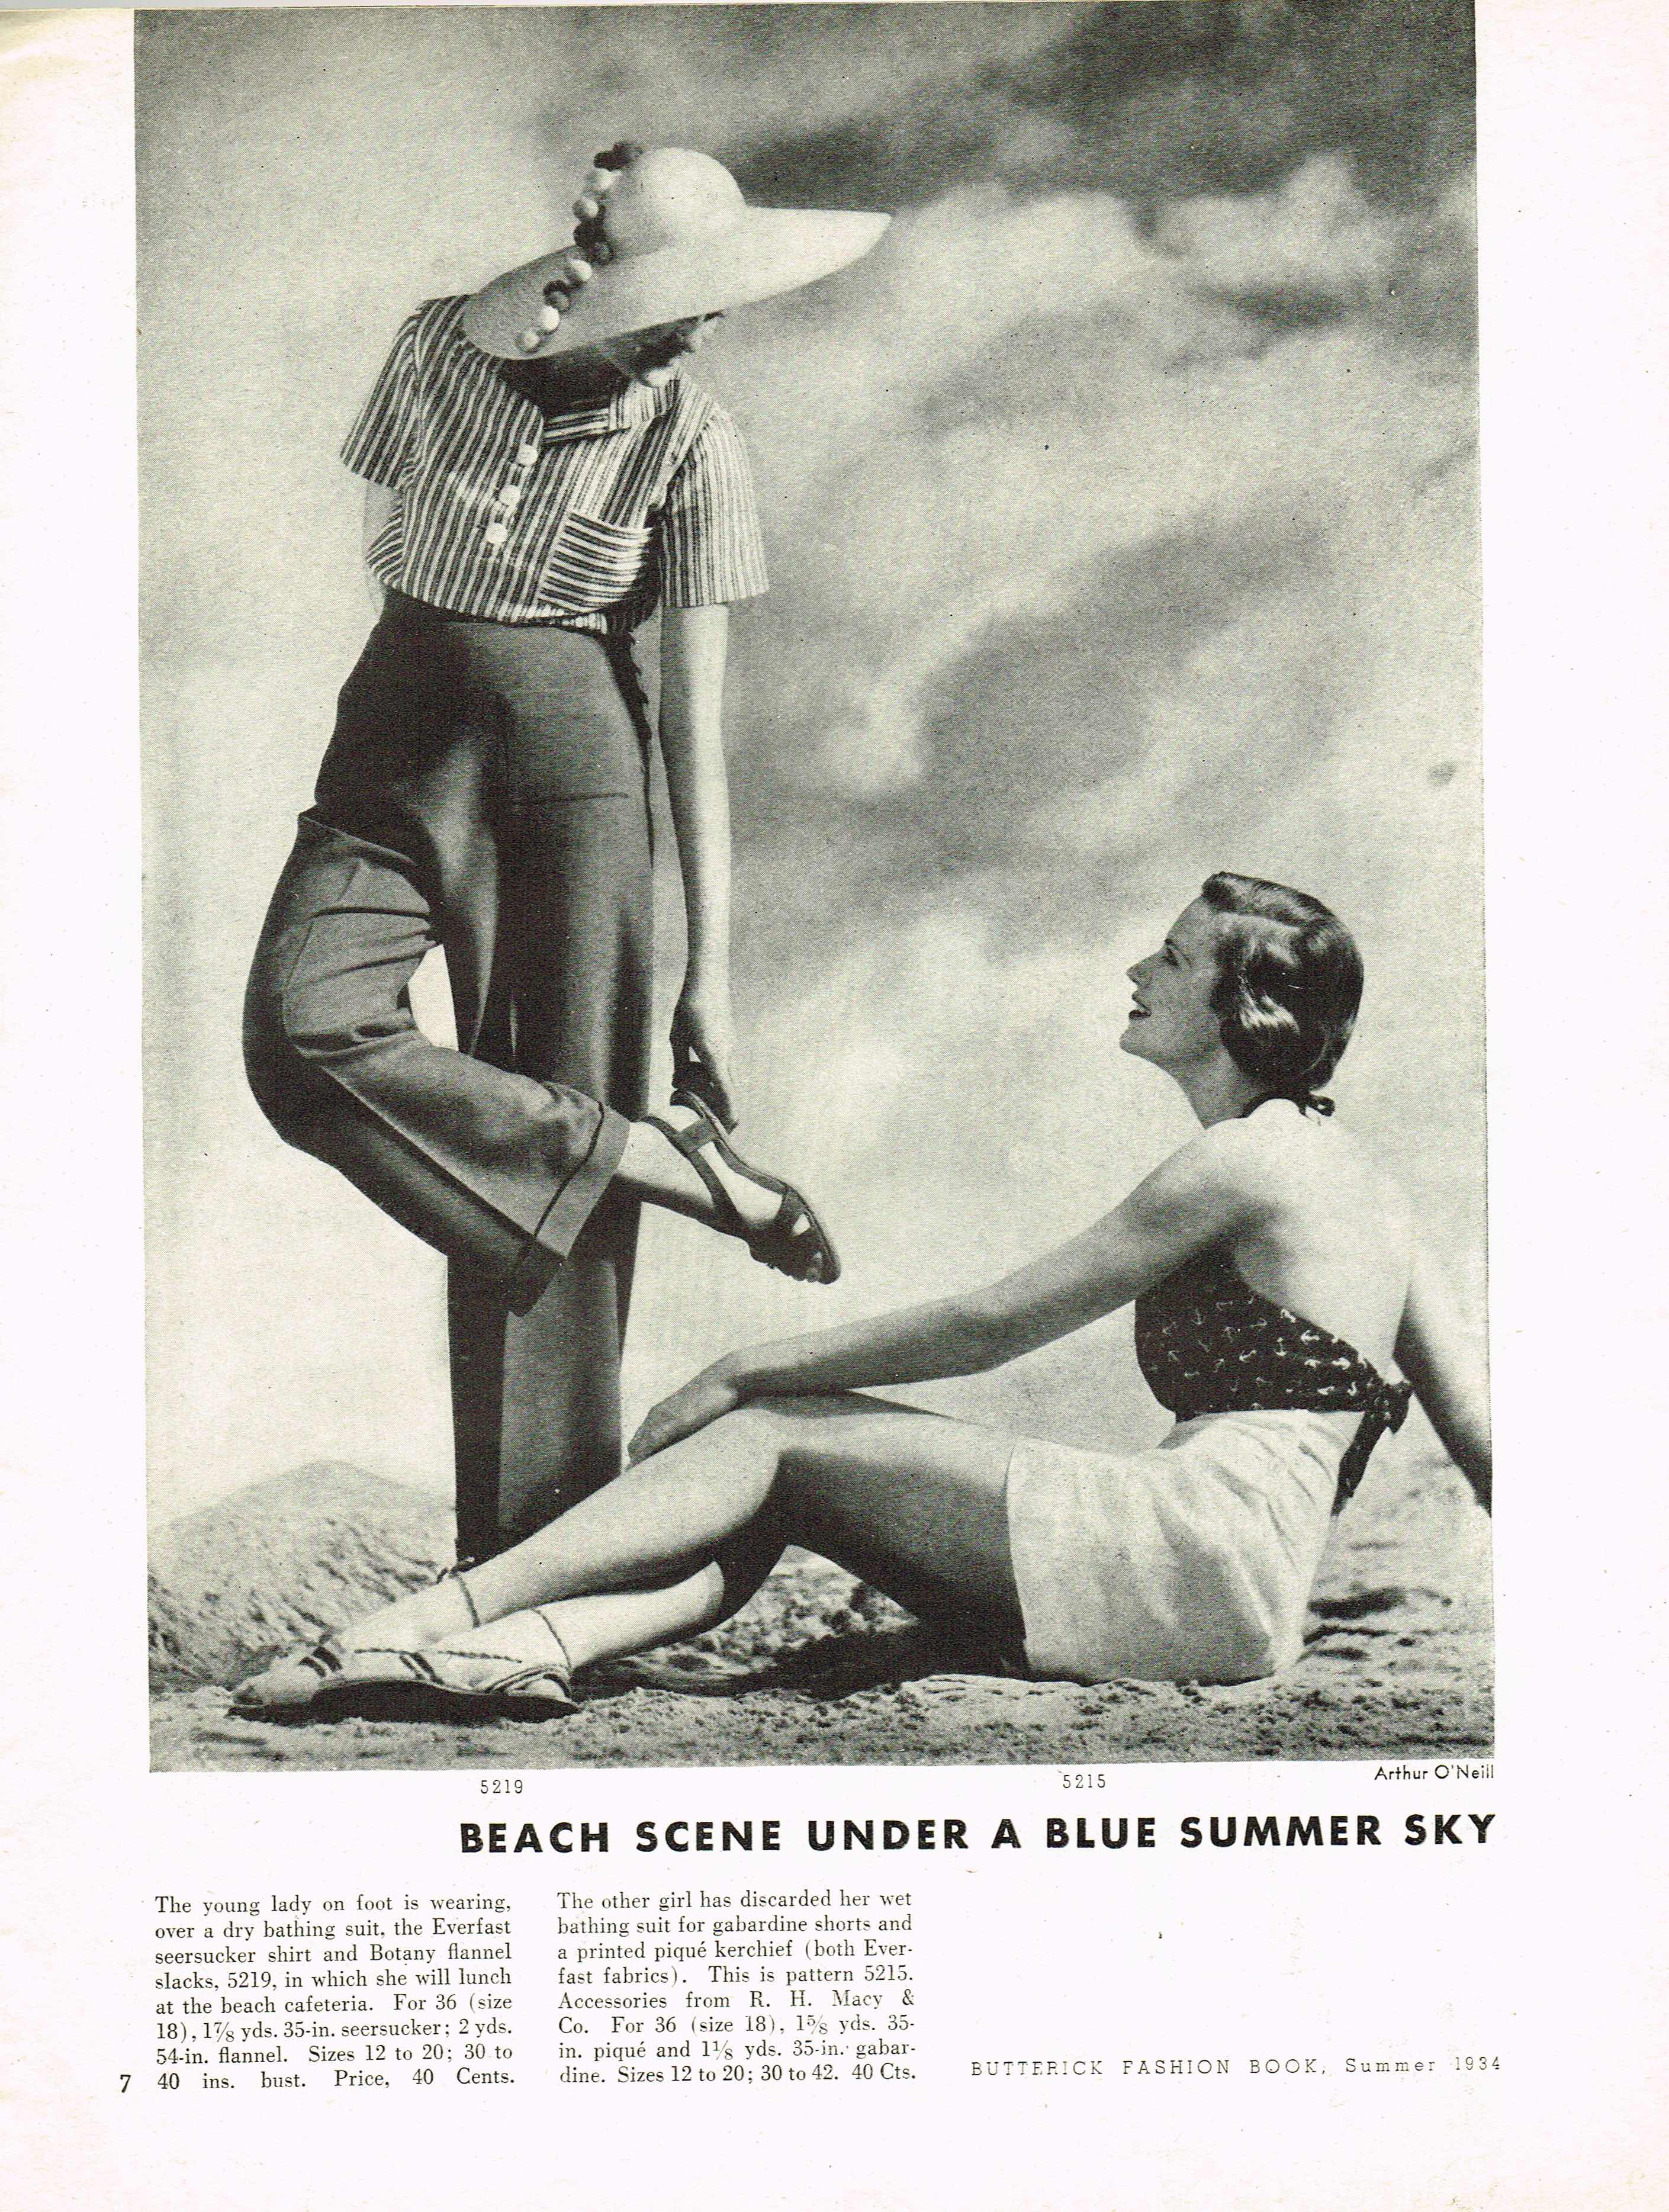 5219
5215
Arthur O'Neill
BEACH SCENE UNDER A BLUE SUMMER SKY
The young lady on foot is wearing,
over a dry bathing suit, the Everfast
seersucker shirt and Botany flannel
slacks, 5219, in which she will lunch
at the beach cafeteria. For 36 (size
18), 1⅞ yds. 35-in. seersucker; 2 yds.
54-in. flannel. Sizes 12 to 20; 30 to
40 ins. bust. Price, 40 Cents.
The other girl has discarded her wet
bathing suit for gabardine shorts and
a printed piqué kerchief (both Ever-
fast fabrics). This is pattern 5215.
Accessories from R. H. Macy &
Co. For 36 (size 18), 1⅝ yds. 35-
in. piqué and 1⅛ yds. 35-in. gabar-
dine. Sizes 12 to 20; 30 to 42. 40 Cts.
7
BUTTERICK FASHION BOOK, Summer 1934